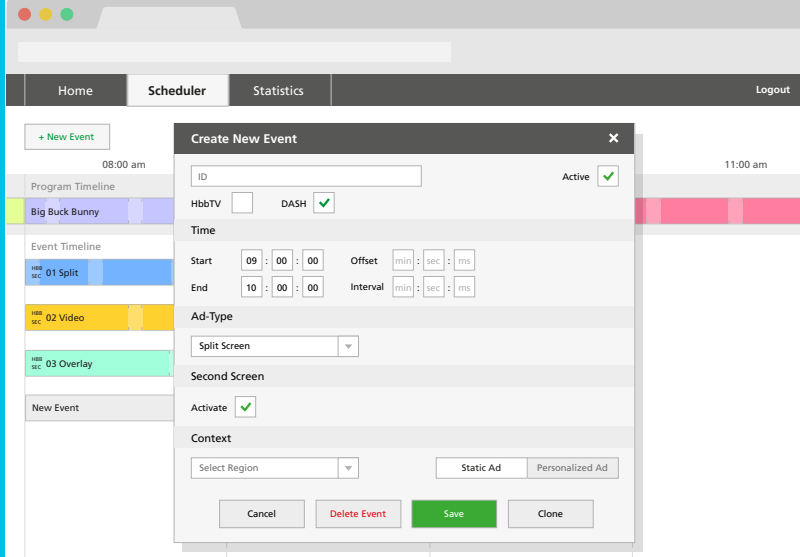 Home Scheduler Statistics Logout
+ New Event
08:00 am 11:00 am
Program Timeline
Big Buck Bunny
Event Timeline
HBB
SEC 01 Split
HBB
SEC 02 Video
HBB
SEC 03 Overlay
New Event
Create New Event ×
ID Active
HbbTV DASH
Time
Start 09 : 00 : 00 Offset min : sec : ms
End 10 : 00 : 00 Interval min : sec : ms
Ad-Type
Split Screen
Second Screen
Activate
Context
Select Region Static Ad Personalized Ad
Cancel Delete Event Save Clone